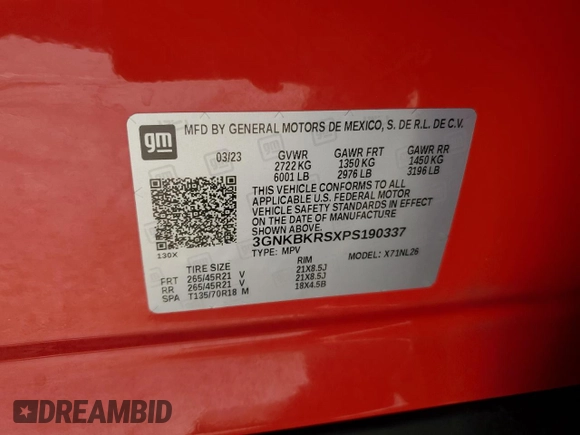 gm
MFD BY GENERAL MOTORS DE MEXICO, S. DE R.L. DE C.V.
03/23 GVWR GAWR FRT GAWR RR
2722 KG 1350 KG 1450 KG
6001 LB 2976 LB 3196 LB
THIS VEHICLE CONFORMS TO ALL
APPLICABLE U.S. FEDERAL MOTOR
VEHICLE SAFETY STANDARDS IN EFFECT
ON THE DATE OF MANUFACTURE SHOWN ABOVE.
3GNKBKRSXPS190337
130X TYPE: MPV MODEL: X71NL26
TIRE SIZE RIM
FRT 265/45R21 V 21X8.5J
RR 265/45R21 V 21X8.5J
SPA T135/70R18 M 18X4.5B
DREAMBID